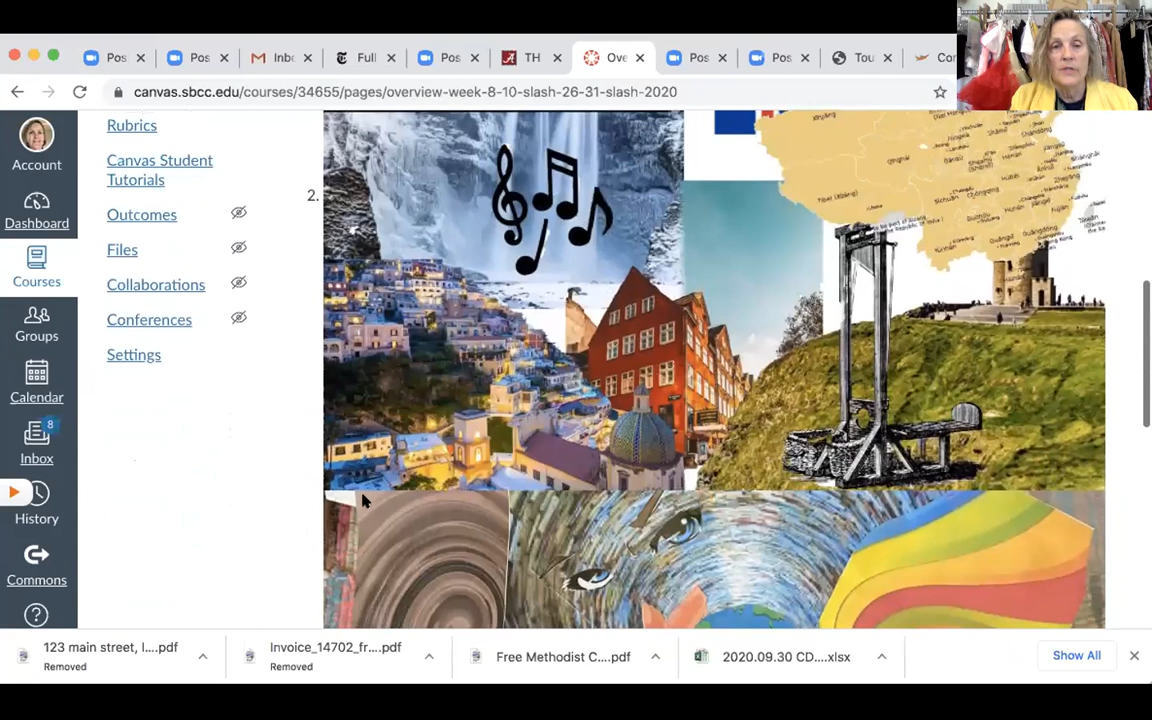 Pos
Pos
Inb
Full
Pos
TH
Ove
Pos
Pos
Tou
Cor
canvas.sbcc.edu/courses/34655/pages/overview-week-8-10-slash-26-31-slash-2020
Account
Dashboard
Courses
Groups
Calendar
8
Inbox
History
Commons
Rubrics
Canvas Student
Tutorials
Outcomes
Files
Collaborations
Conferences
Settings
2.
123 main street, I....pdf
Removed
Invoice_14702_fr....pdf
Removed
Free Methodist C....pdf
2020.09.30 CD....xlsx
Show All